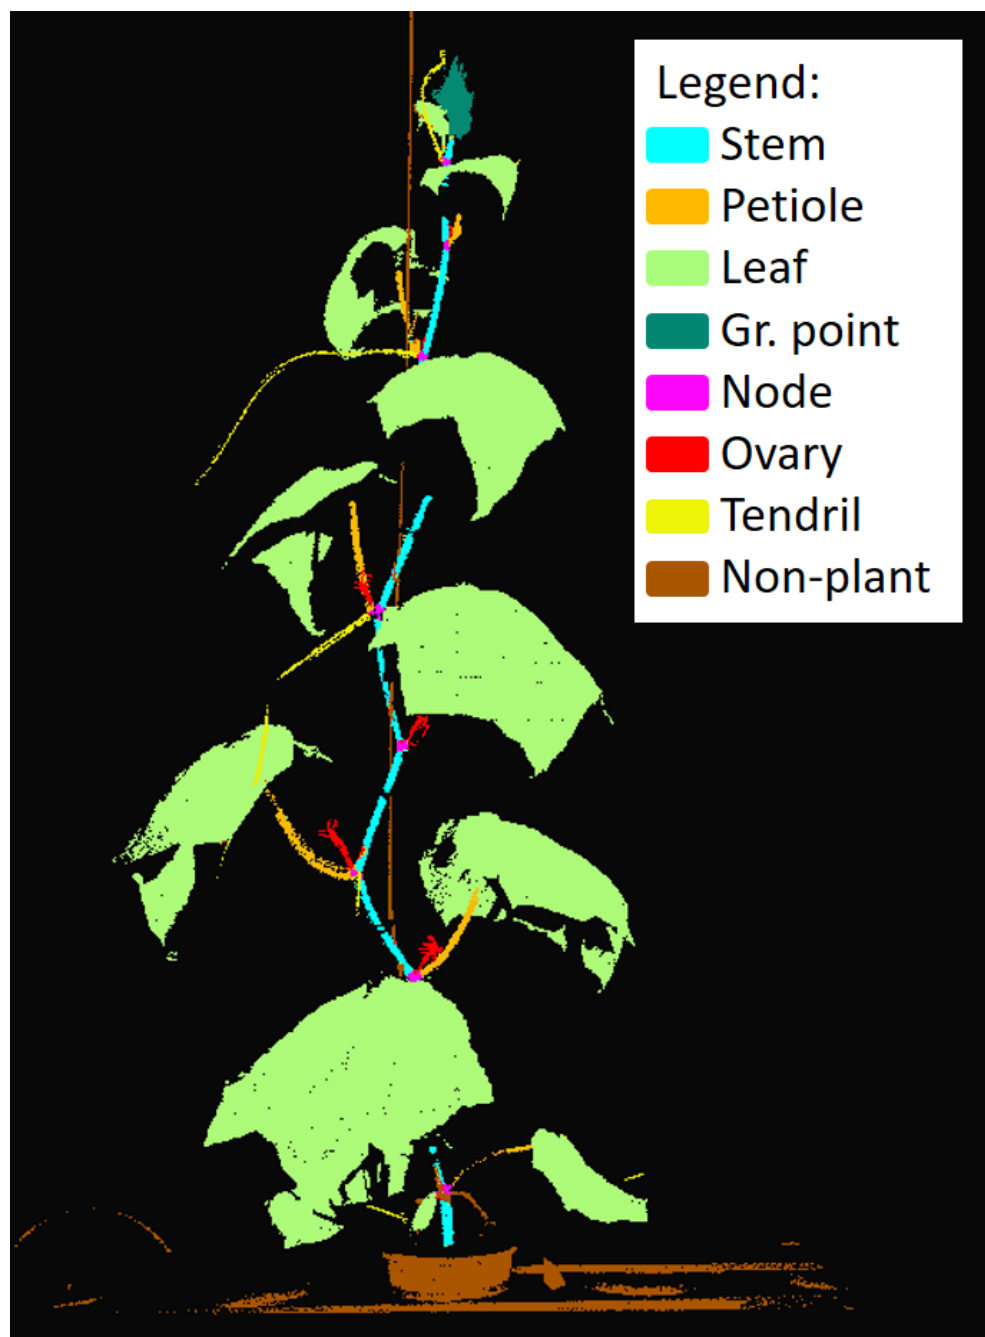 Legend:
Stem
Petiole
Leaf
Gr. point
Node
Ovary
Tendril
Non-plant